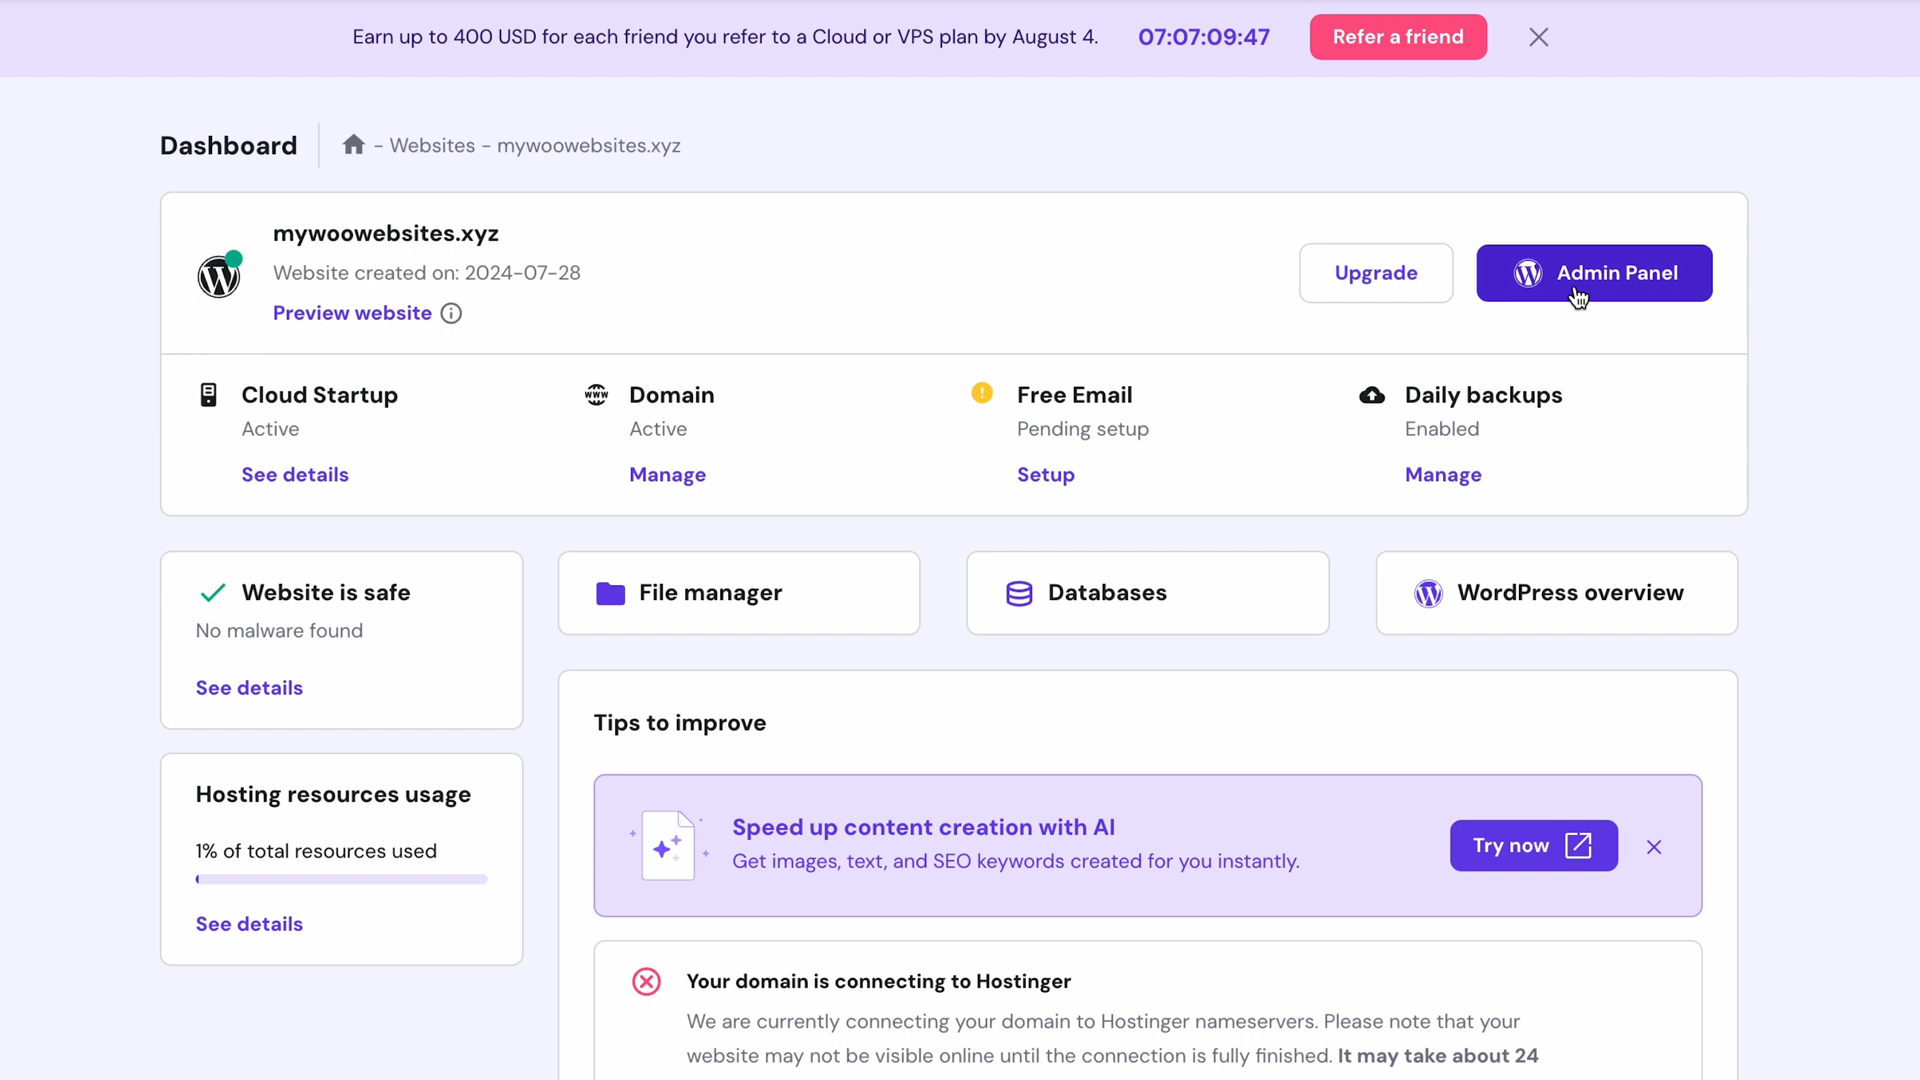 Earn up to 400 USD for each friend you refer to a Cloud or VPS plan by August 4.
07:07:09:47
Refer a friend
Dashboard
- Websites - mywoowebsites.xyz
mywoowebsites.xyz
Website created on: 2024-07-28
Preview website
Upgrade
Admin Panel
Cloud Startup
Active
See details
Domain
Active
Manage
Free Email
Pending setup
Setup
Daily backups
Enabled
Manage
Website is safe
No malware found
See details
File manager
Databases
WordPress overview
Hosting resources usage
1% of total resources used
See details
Tips to improve
Speed up content creation with AI
Get images, text, and SEO keywords created for you instantly.
Try now
Your domain is connecting to Hostinger
We are currently connecting your domain to Hostinger nameservers. Please note that your
website may not be visible online until the connection is fully finished. It may take about 24